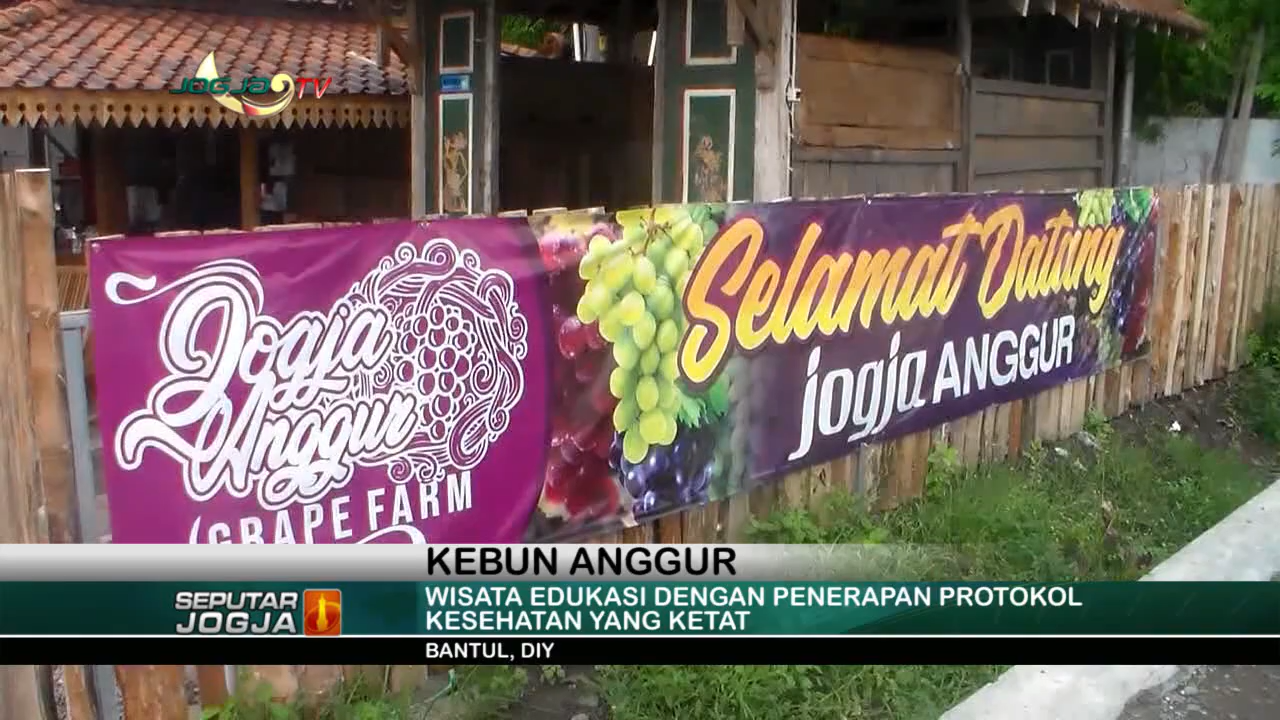 JOGJA TV
Jogja
Anggur
GRAPE FARM
Selamat Datang
jogja ANGGUR
KEBUN ANGGUR
SEPUTAR
JOGJA
WISATA EDUKASI DENGAN PENERAPAN PROTOKOL
KESEHATAN YANG KETAT
BANTUL, DIY